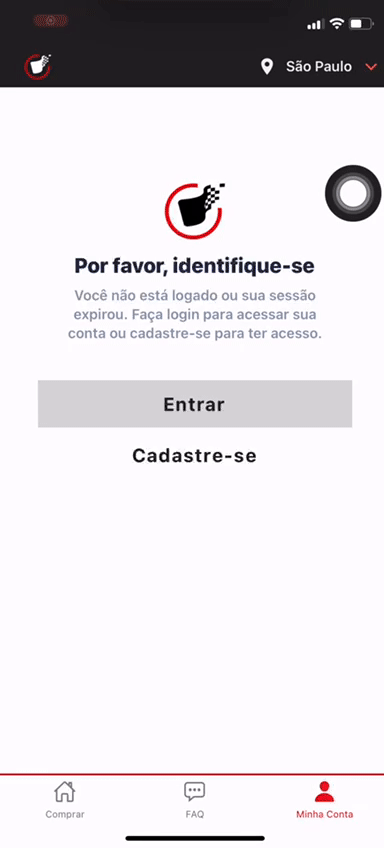 São Paulo
Por favor, identifique-se
Você não está logado ou sua sessão
expirou. Faça login para acessar sua
conta ou cadastre-se para ter acesso.
Entrar
Cadastre-se
Comprar
FAQ
Minha Conta